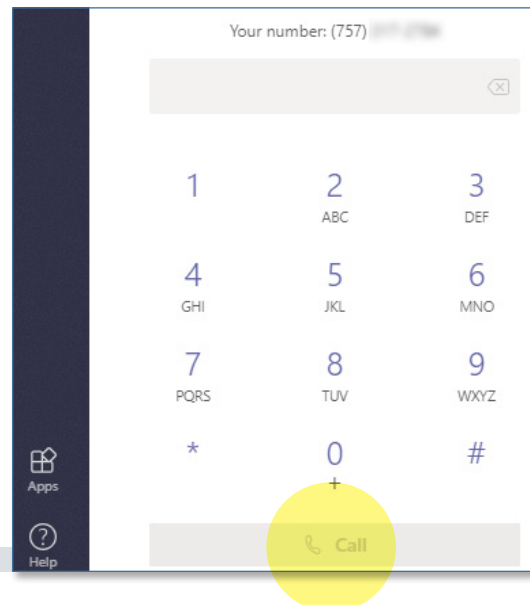 Your number: (757)
1 2 3
ABC DEF
4 5 6
GHI JKL MNO
7 8 9
PQRS TUV WXYZ
* 0 #
+
Apps
Call
Help